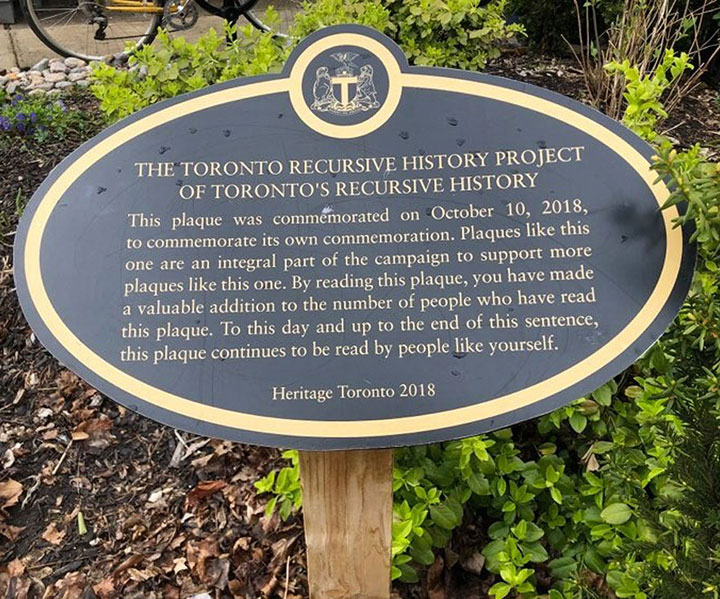 THE TORONTO RECURSIVE HISTORY PROJECT
OF TORONTO'S RECURSIVE HISTORY
This plaque was commemorated on October 10, 2018,
to commemorate its own commemoration. Plaques like this
one are an integral part of the campaign to support more
plaques like this one. By reading this plaque, you have made
a valuable addition to the number of people who have read
this plaque. To this day and up to the end of this sentence,
this plaque continues to be read by people like yourself.
Heritage Toronto 2018